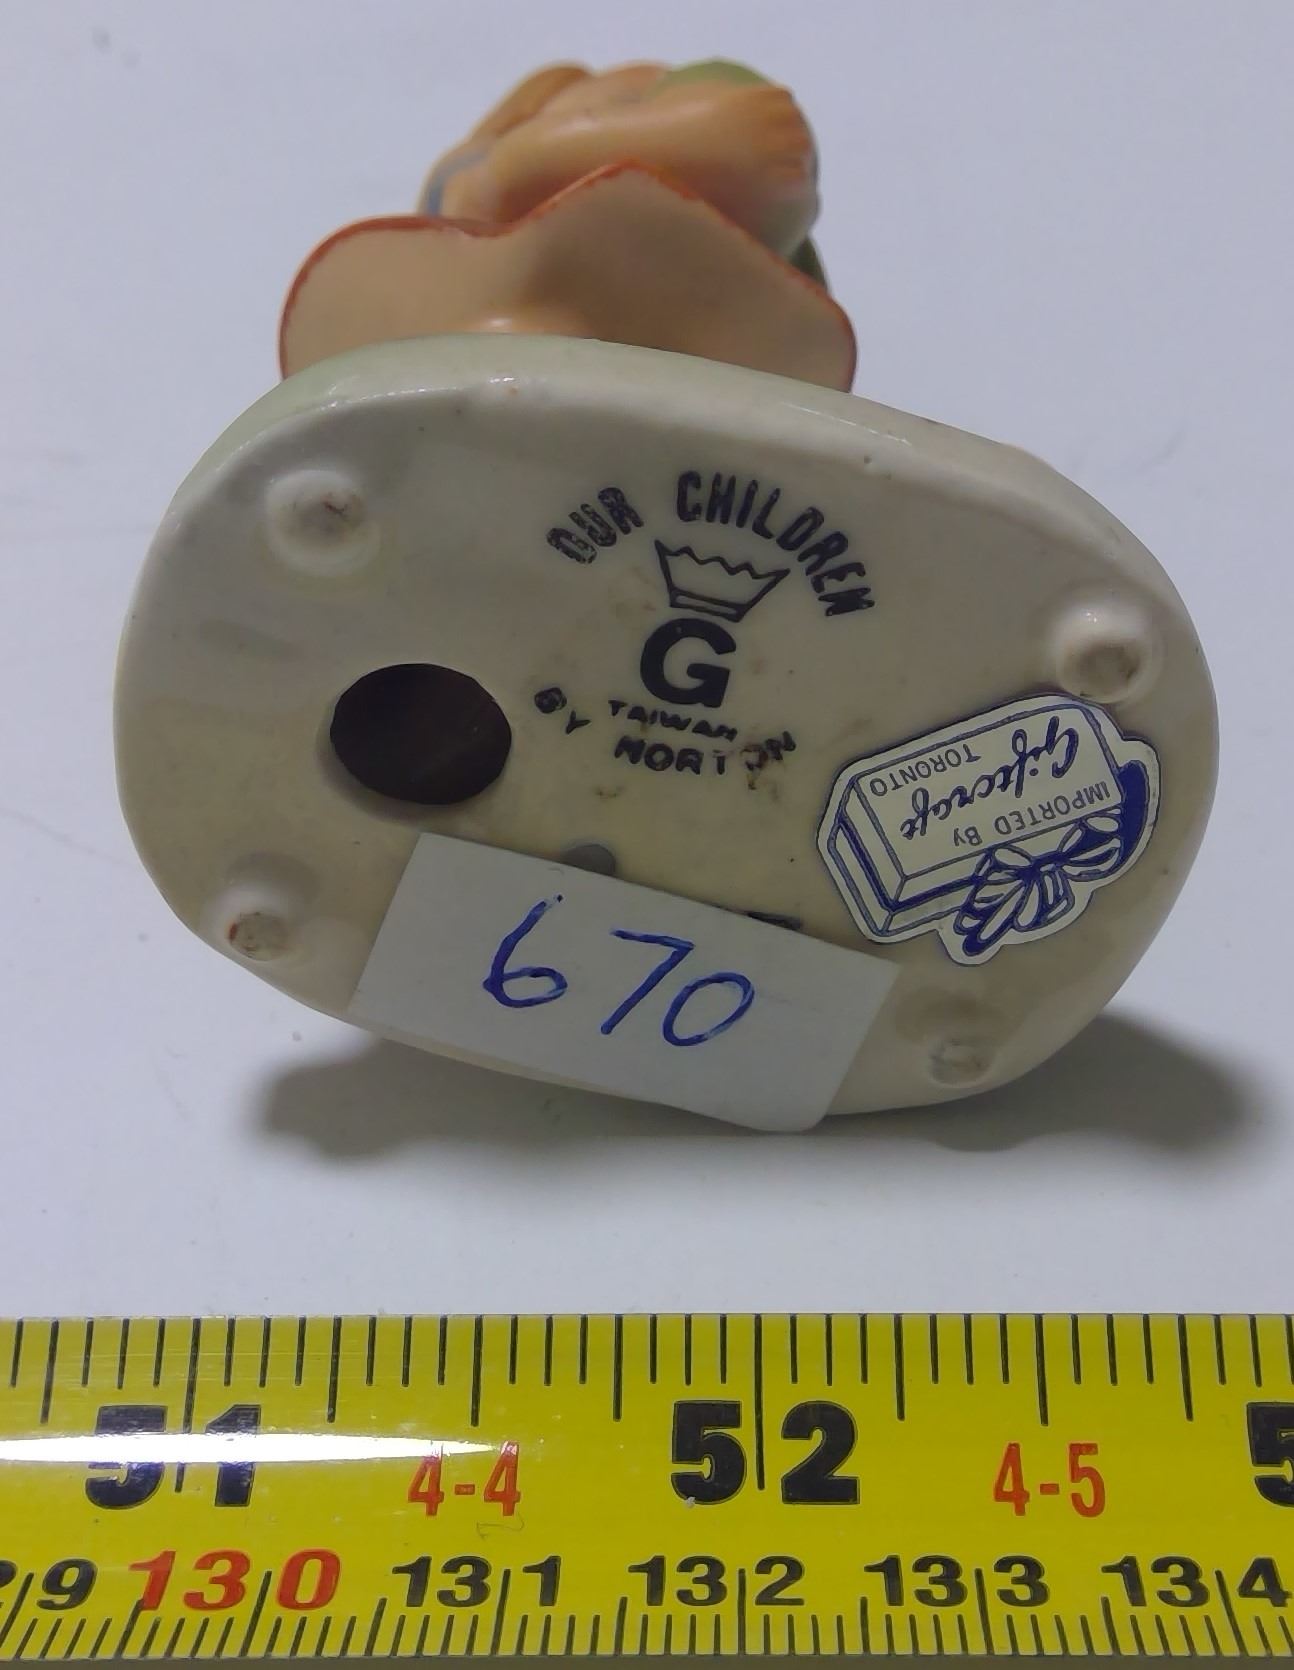 OUR CHILDREN
G
TAIWAN
BY NORTON
IMPORTED BY
Giftcraft
TORONTO
670
51 52 5
4-4 4-5
29 130 131 132 133 134